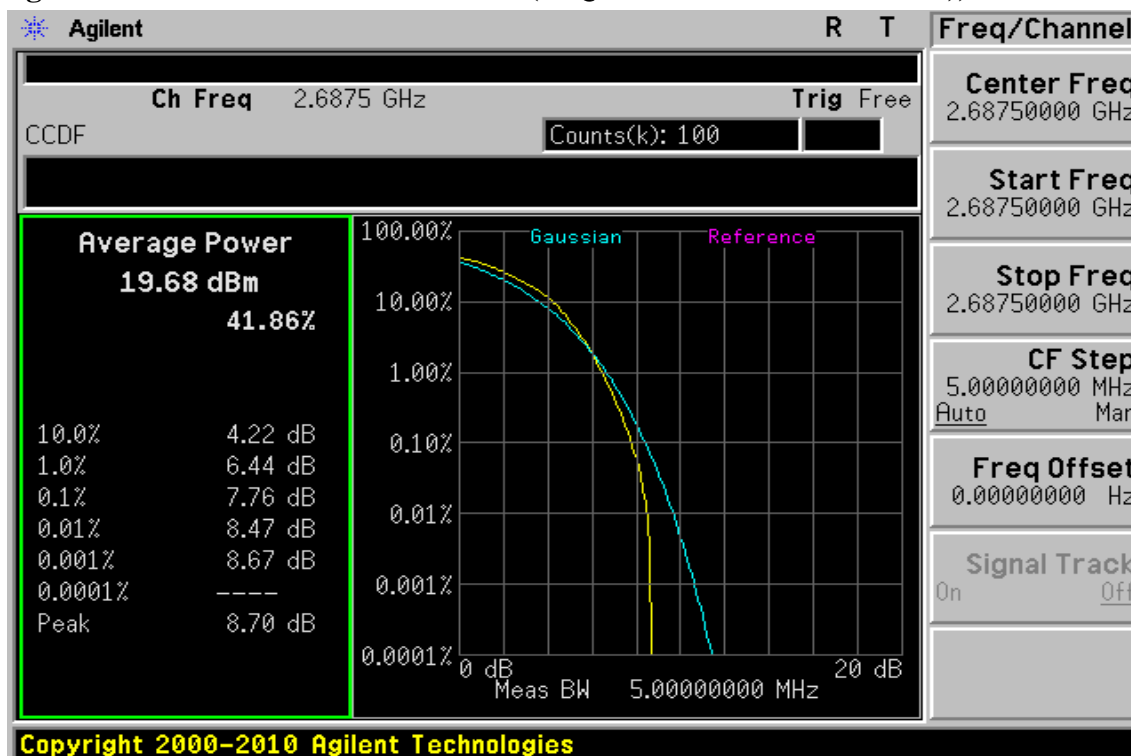 Agilent R T
Ch Freq 2.6875 GHz Trig Free
CCDF Counts(k): 100
Average Power
19.68 dBm
41.86%
10.0% 4.22 dB
1.0% 6.44 dB
0.1% 7.76 dB
0.01% 8.47 dB
0.001% 8.67 dB
0.0001% ----
Peak 8.70 dB
Gaussian Reference
100.00%
10.00%
1.00%
0.10%
0.01%
0.001%
0.0001%
0 dB 20 dB
Meas BW 5.00000000 MHz
Freq/Channel
Center Freq
2.68750000 GHz
Start Freq
2.68750000 GHz
Stop Freq
2.68750000 GHz
CF Step
5.00000000 MHz
Auto Man
Freq Offset
0.00000000 Hz
Signal Track
On Off
Copyright 2000-2010 Agilent Technologies